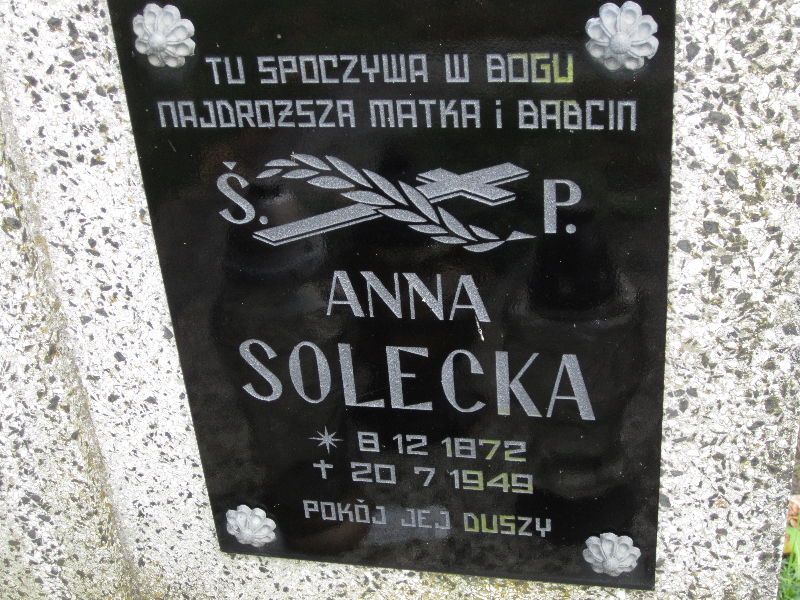 TU SPOCZYWA W BOGU
NAJDROŻSZA MATKA i BABCIA
Ś. P.
ANNA
SOLECKA
* 8 12 1872
† 20 7 1949
POKÓJ JEJ DUSZY